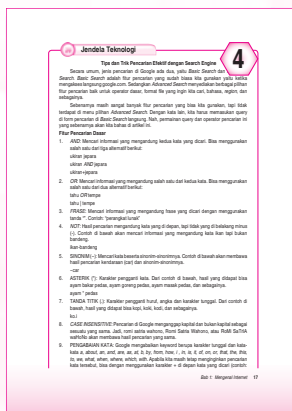 Jendela Teknologi
4
Tips dan Trik Pencarian Efektif dengan Search Engine
Secara umum, jenis pencarian di Google ada dua, yaitu Basic Search dan
Search. Basic Search adalah fitur pencarian yang sudah biasa kita gunakan yaitu ketika
mengakses langsung google.com. Sedangkan Advanced Search menyediakan berbagai pilihan
fitur pencarian baik untuk operator dasar, format file yang ingin kita cari, bahasa, region, dan
sebagainya.
Sebenarnya masih sangat banyak fitur pencarian yang bisa kita gunakan, tapi tidak
terdapat di menu pilihan Advanced Search. Dengan kata lain, kita harus memasukan query
di form pencarian di Basic Search langsung. Nah, permainan query dan operator pencarian ini
yang sebenarnya akan kita bahas di artikel ini.
Fitur Pencarian Dasar
1. AND: Mencari informasi yang mengandung kedua kata yang dicari. Bisa menggunakan
salah satu dari tiga alternatif berikut:
ukiran jepara
ukiran AND jepara
ukiran+jepara
2. OR: Mencari informasi yang mengandung salah satu dari kedua kata. Bisa menggunakan
salah satu dari dua alternatif berikut:
tahu OR tempe
tahu | tempe
3. FRASE: Mencari informasi yang mengandung frase yang dicari dengan menggunakan
tanda "". Contoh: "perangkat lunak"
4. NOT: Hasil pencarian mengandung kata yang di depan, tapi tidak yang di belakang minus
(-). Contoh di bawah akan mencari informasi yang mengandung kata ikan tapi bukan
bandeng.
ikan-bandeng
5. SINONIM (~): Mencari kata beserta sinonim-sinonimnya. Contoh di bawah akan membawa
hasil pencarian kendaraan (car) dan sinonim-sinonimnya.
~car
6. ASTERIK (*): Karakter pengganti kata. Dari contoh di bawah, hasil yang didapat bisa
ayam bakar pedas, ayam goreng pedas, ayam masak pedas, dan sebagainya.
ayam * pedas
7. TANDA TITIK (.): Karakter pengganti huruf, angka dan karakter tunggal. Dari contoh di
bawah, hasil yang didapat bisa kopi, koki, kodi, dan sebagainya.
ko.i
8. CASE INSENSITIVE: Pencarian di Google menganggap kapital dan bukan kapital sebagai
sesuatu yang sama. Jadi, romi satria wahono, Romi Satria Wahono, atau RoMi SaTRiA
waHoNo akan membawa hasil pencarian yang sama.
9. PENGABAIAN KATA: Google mengabaikan keyword berupa karakter tunggal dan kata-
kata a, about, an, and, are, as, at, b, by, from, how, i , in, is, it, of, on, or, that, the, this,
to, we, what, when, where, which, with. Apabila kita masih tetap menginginkan pencarian
kata tersebut, bisa dengan menggunakan karakter + di depan kata yang dicari (contoh:
Bab 1 Mengenal Internet 17